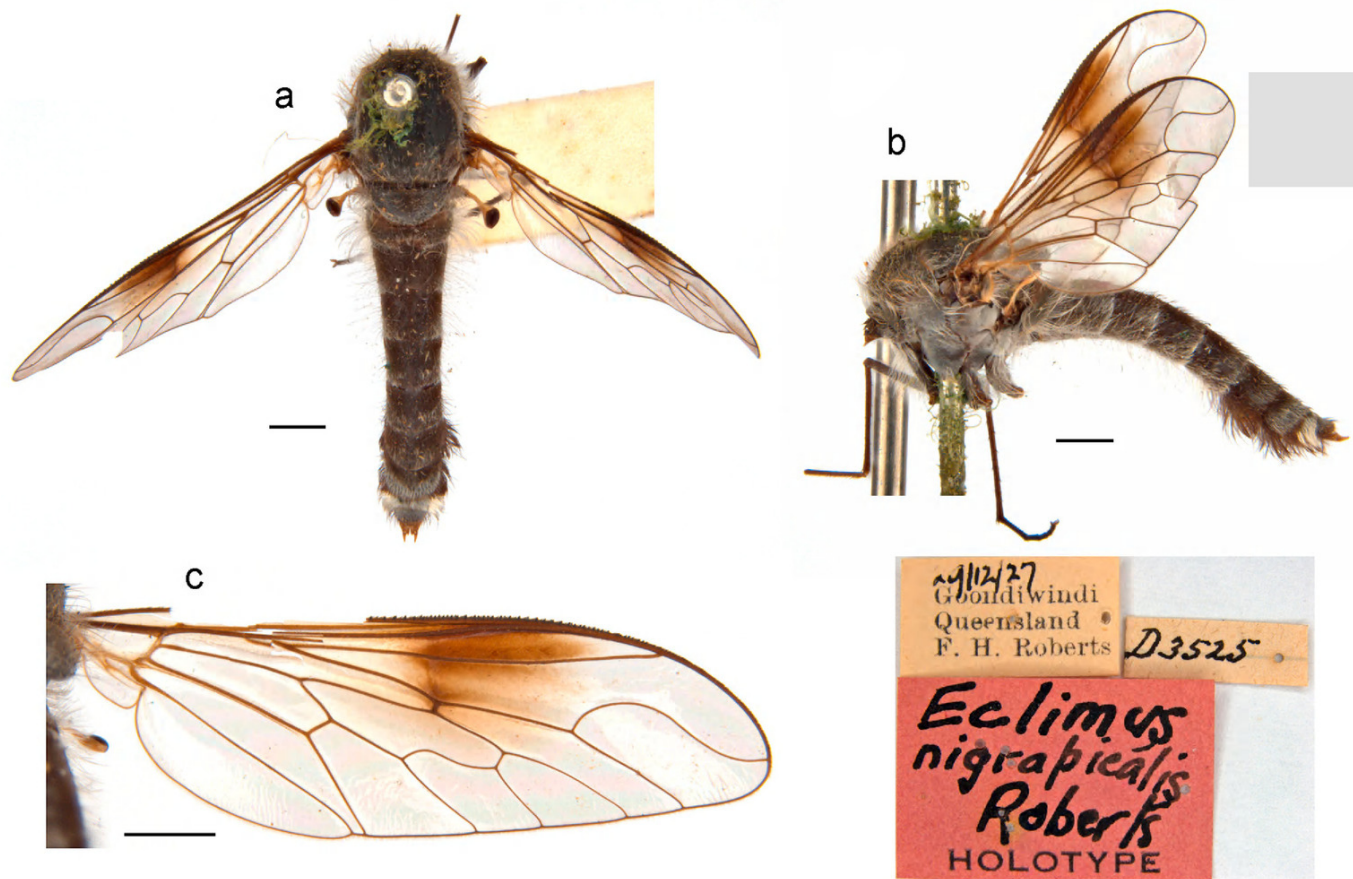 a
b
c
Goondiwindi
Queensland
F. H. Roberts
D3525
Eclimus
nigrapicalis
Roberts
HOLOTYPE